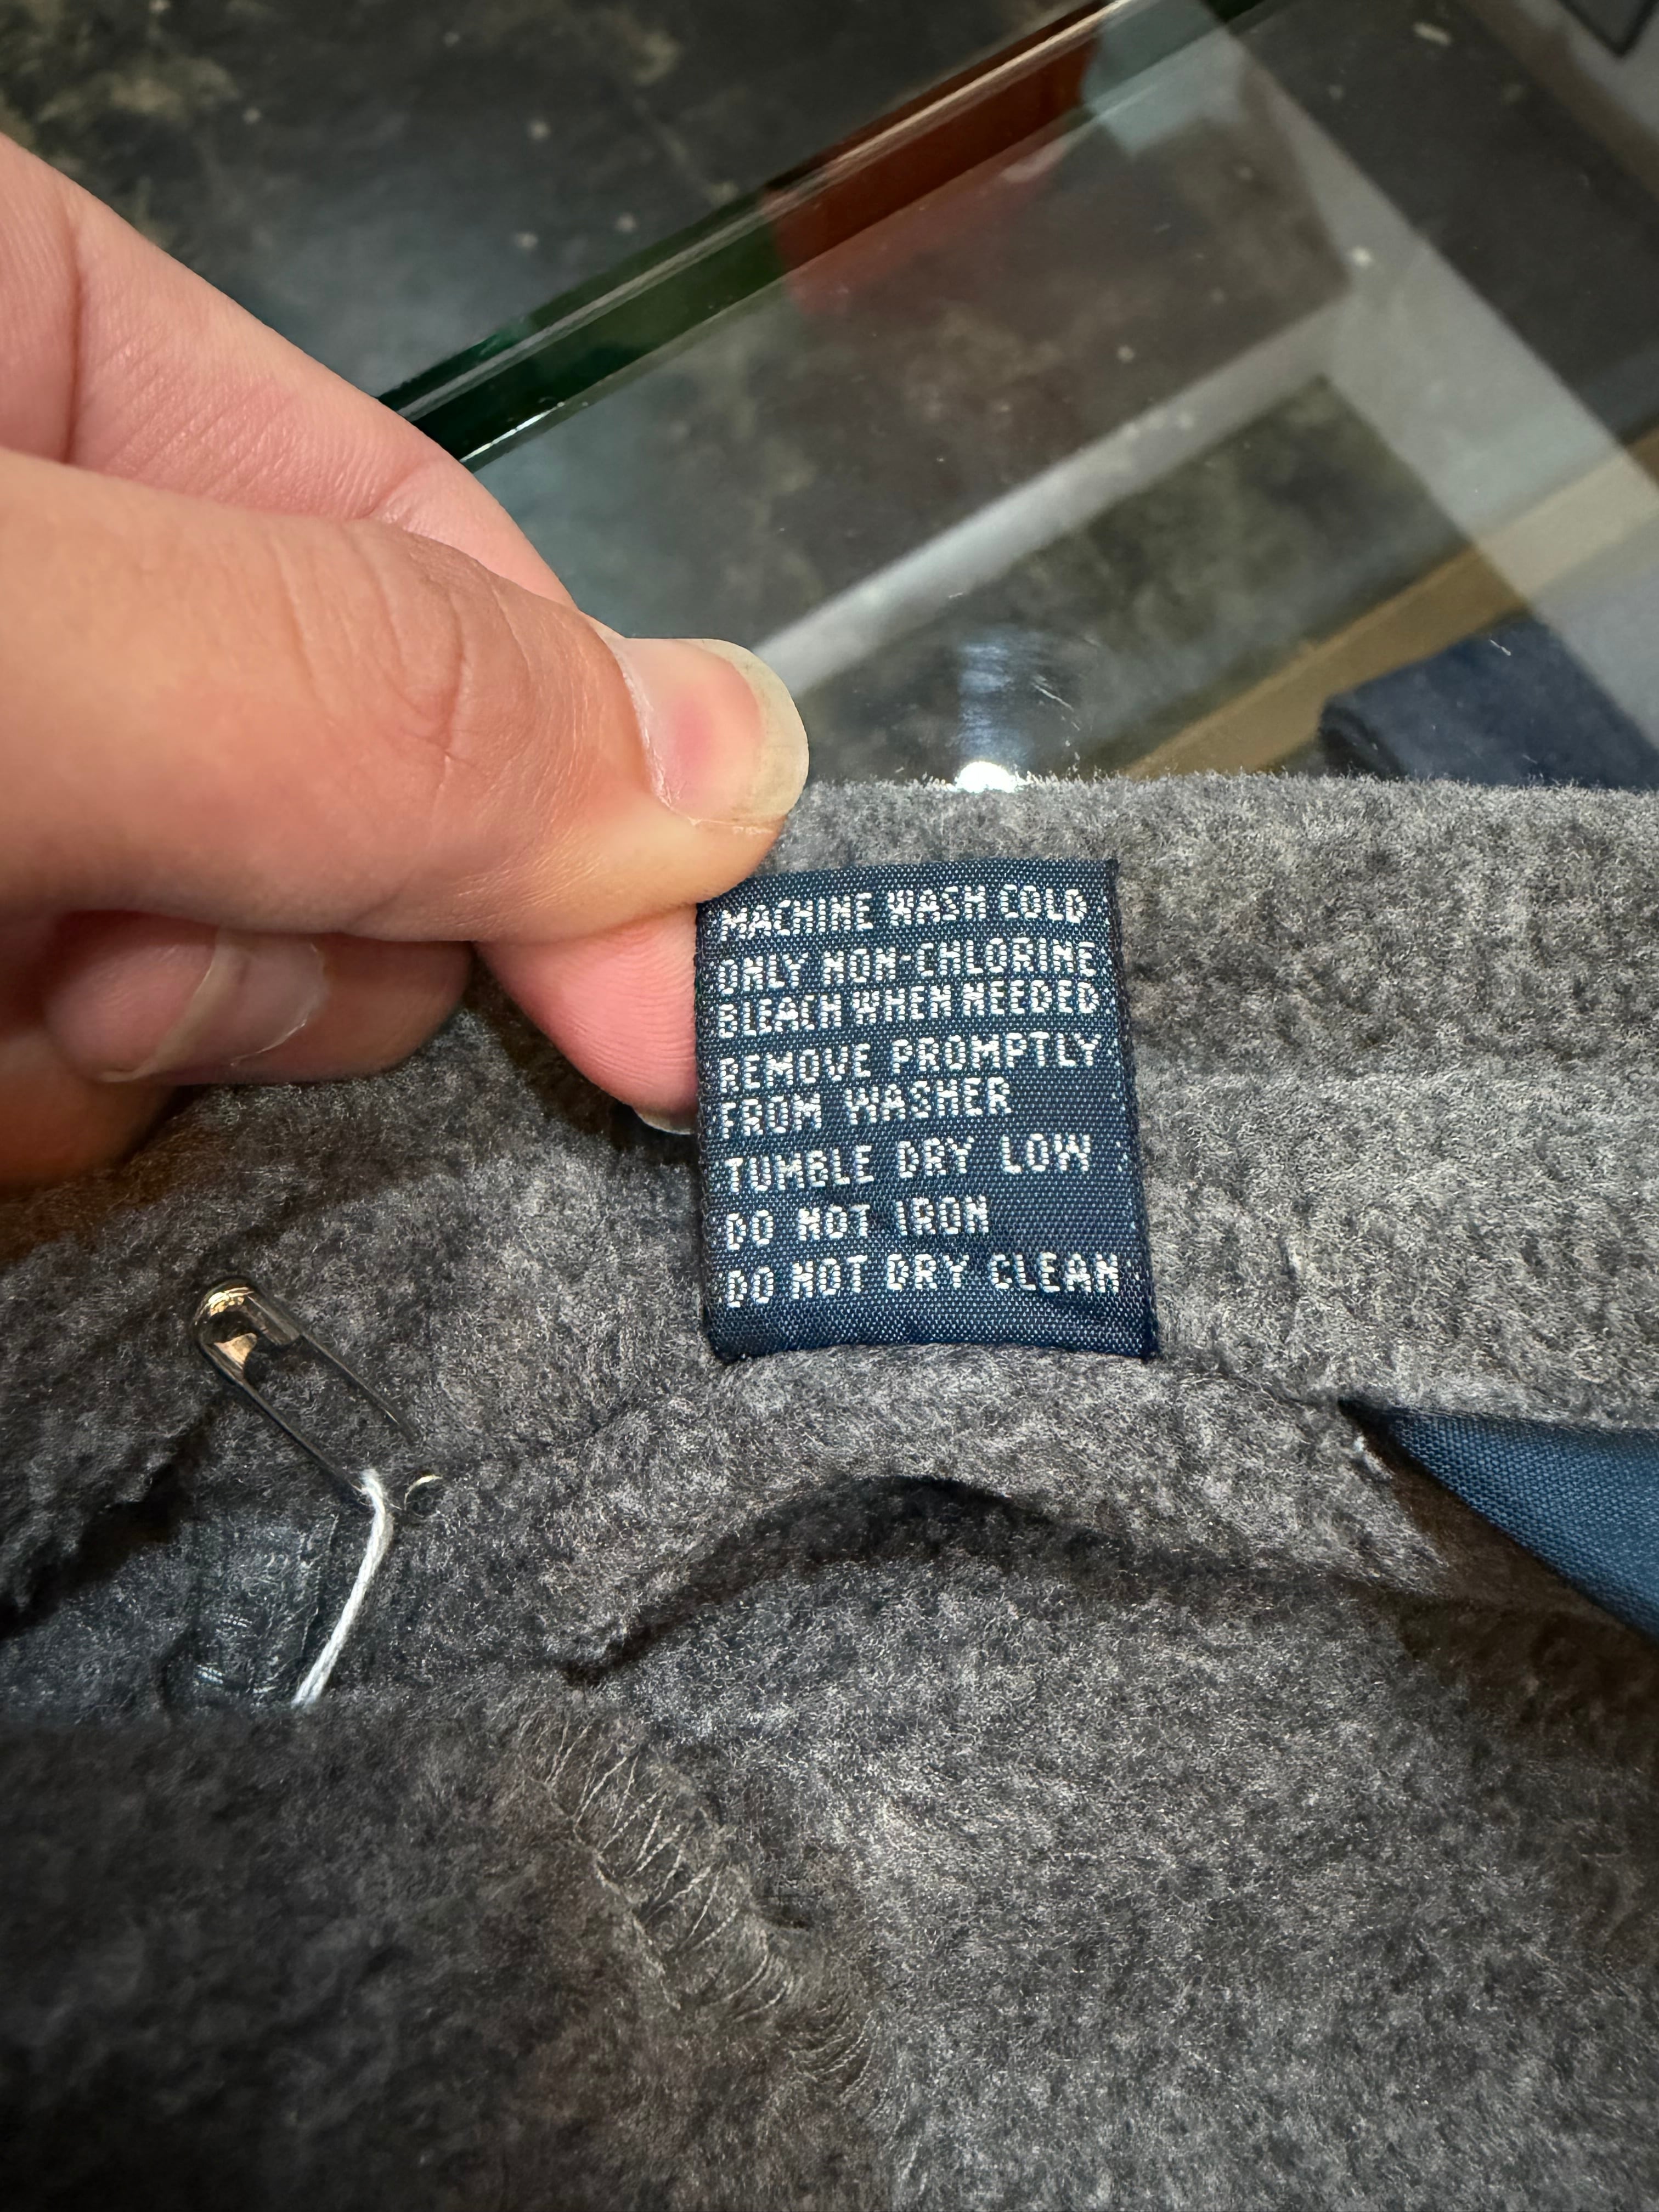 MACHINE WASH COLD
ONLY NON-CHLORINE
BLEACH WHEN NEEDED
REMOVE PROMPTLY
FROM WASHER
TUMBLE DRY LOW
DO NOT IRON
DO NOT DRY CLEAN